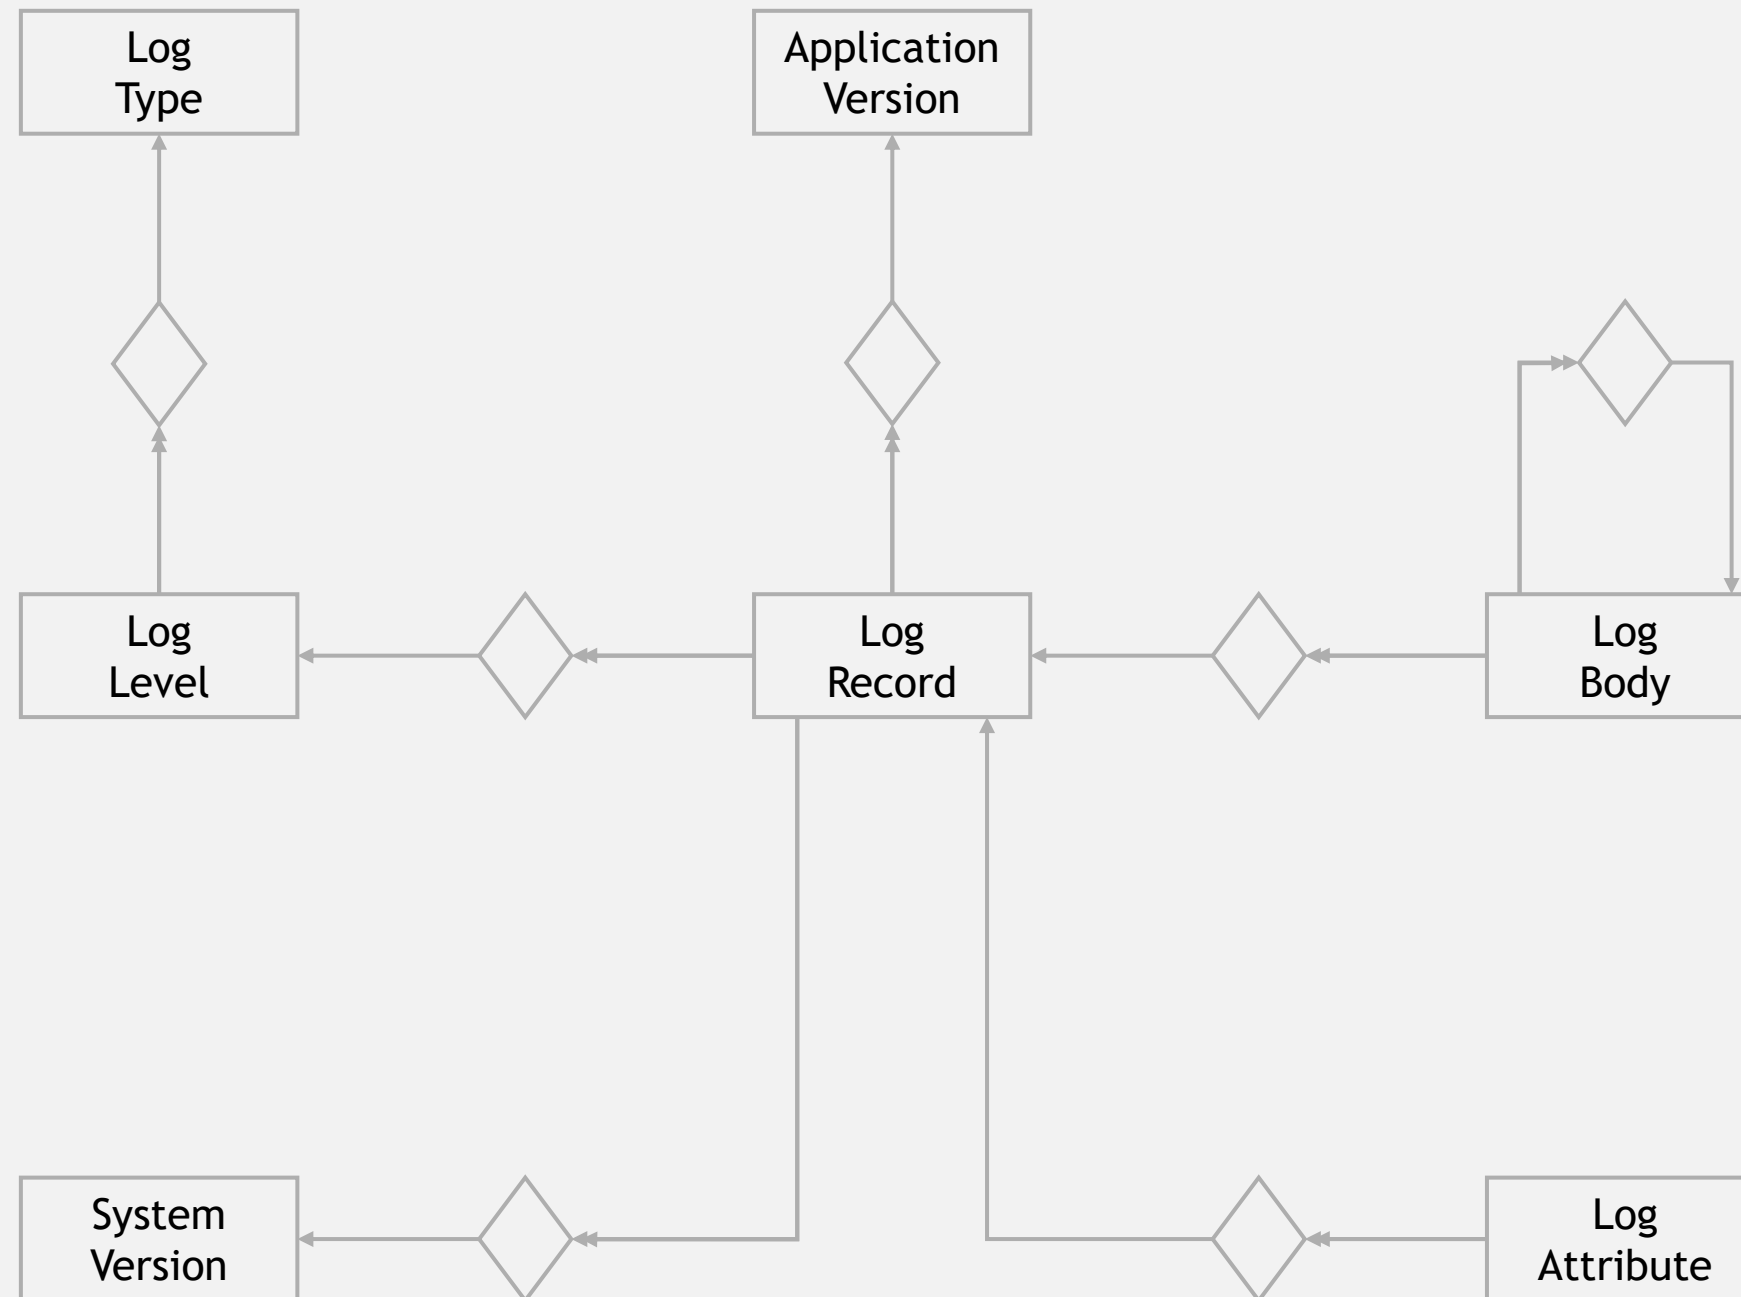 Log
Type
Application
Version
Log
Level
Log
Record
Log
Body
System
Version
Log
Attribute